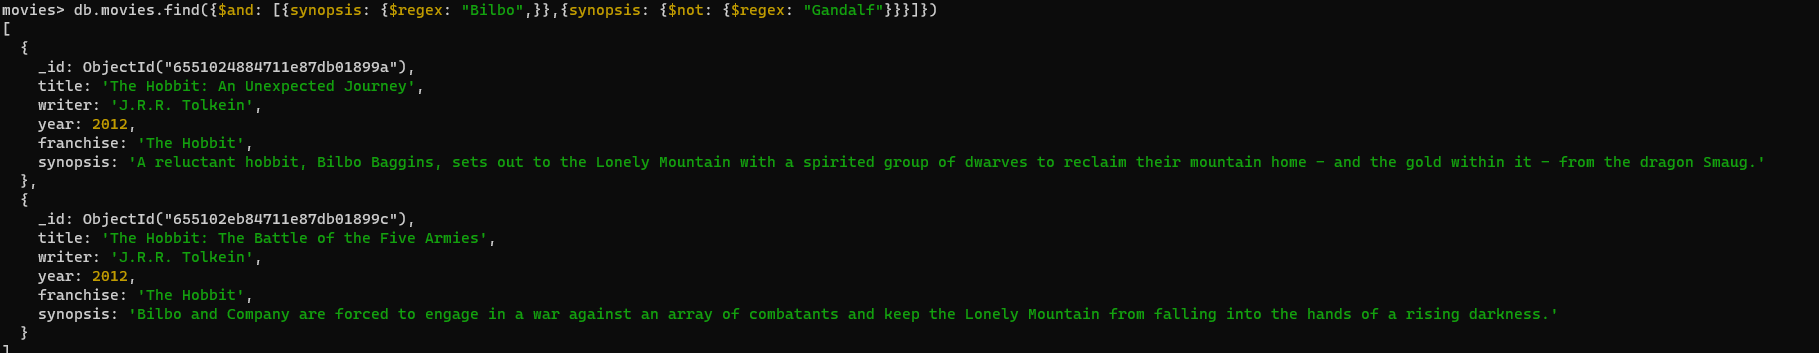 movies> db.movies.find({$and: [{synopsis: {$regex: "Bilbo",}},{synopsis: {$not: {$regex: "Gandalf"}}}]})
[
  {
    _id: ObjectId("6551024884711e87db01899a"),
    title: 'The Hobbit: An Unexpected Journey',
    writer: 'J.R.R. Tolkein',
    year: 2012,
    franchise: 'The Hobbit',
    synopsis: 'A reluctant hobbit, Bilbo Baggins, sets out to the Lonely Mountain with a spirited group of dwarves to reclaim their mountain home - and the gold within it - from the dragon Smaug.'
  },
  {
    _id: ObjectId("655102eb84711e87db01899c"),
    title: 'The Hobbit: The Battle of the Five Armies',
    writer: 'J.R.R. Tolkein',
    year: 2012,
    franchise: 'The Hobbit',
    synopsis: 'Bilbo and Company are forced to engage in a war against an array of combatants and keep the Lonely Mountain from falling into the hands of a rising darkness.'
  }
]